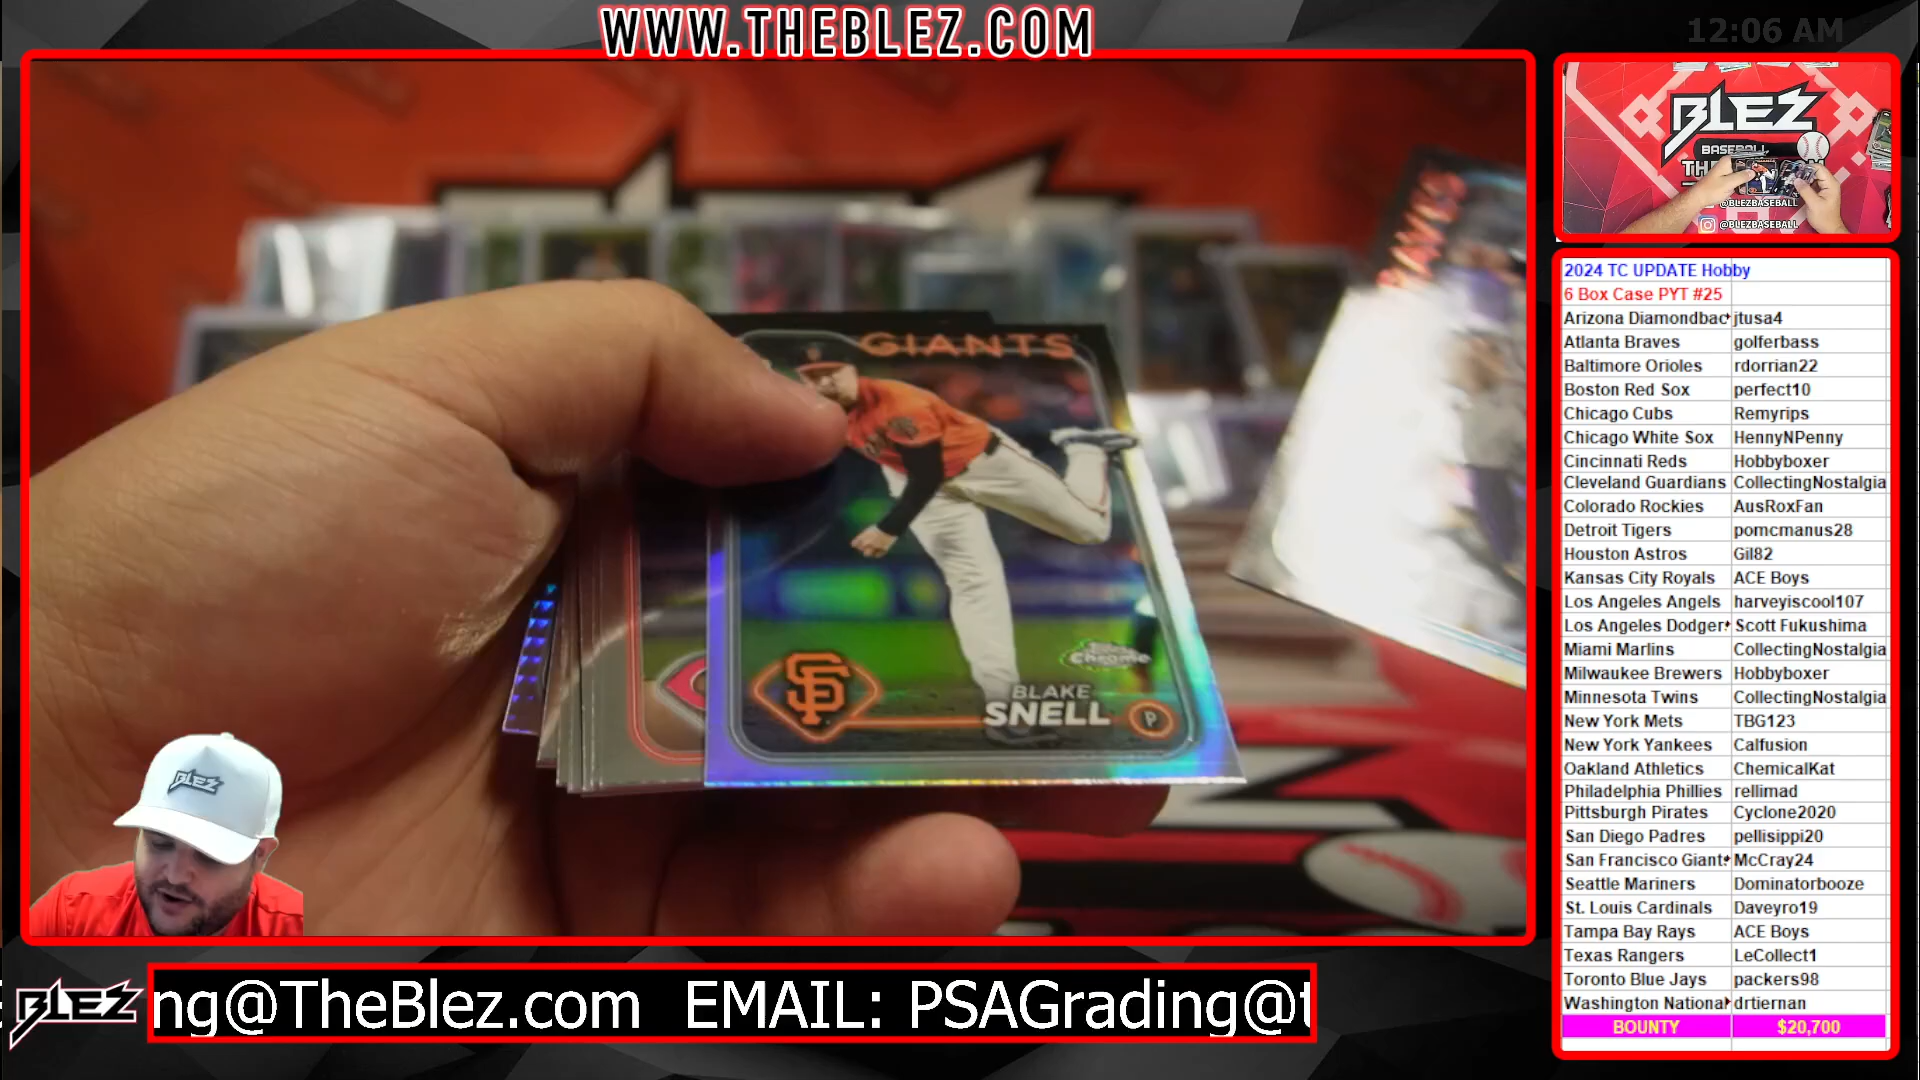 WWW.THEBLEZ.COM
12:06 AM
GIANTS
Topps Chrome
SF
BLAKE
SNELL
P
BLEZ
BLEZ
BASEBALL
@BLEZBASEBALL
@BLEZBASEBALL
2024 TC UPDATE Hobby
6 Box Case PYT #25
Arizona Diamondbac jtusa4
Atlanta Braves golferbass
Baltimore Orioles rdorrian22
Boston Red Sox perfect10
Chicago Cubs Remyrips
Chicago White Sox HennyNPenny
Cincinnati Reds Hobbyboxer
Cleveland Guardians CollectingNostalgia
Colorado Rockies AusRoxFan
Detroit Tigers pomcmanus28
Houston Astros Gil82
Kansas City Royals ACE Boys
Los Angeles Angels harveyiscool107
Los Angeles Dodger Scott Fukushima
Miami Marlins CollectingNostalgia
Milwaukee Brewers Hobbyboxer
Minnesota Twins CollectingNostalgia
New York Mets TBG123
New York Yankees Calfusion
Oakland Athletics ChemicalKat
Philadelphia Phillies rellimad
Pittsburgh Pirates Cyclone2020
San Diego Padres pellisippi20
San Francisco Giant McCray24
Seattle Mariners Dominatorbooze
St. Louis Cardinals Daveyro19
Tampa Bay Rays ACE Boys
Texas Rangers LeCollect1
Toronto Blue Jays packers98
Washington National drtiernan
BOUNTY $20,700
BLEZ
ng@TheBlez.com EMAIL: PSAGrading@t